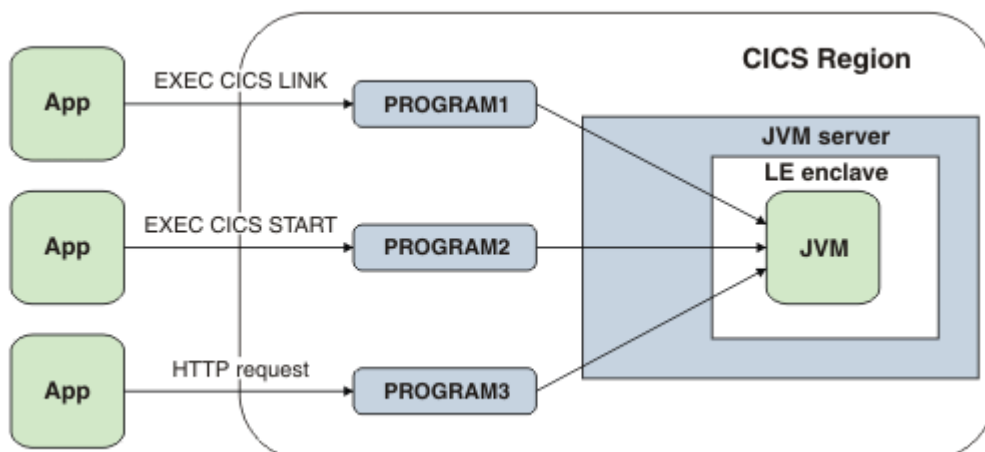 CICS Region
App
EXEC CICS LINK
PROGRAM1
JVM server
LE enclave
App
EXEC CICS START
PROGRAM2
JVM
App
HTTP request
PROGRAM3